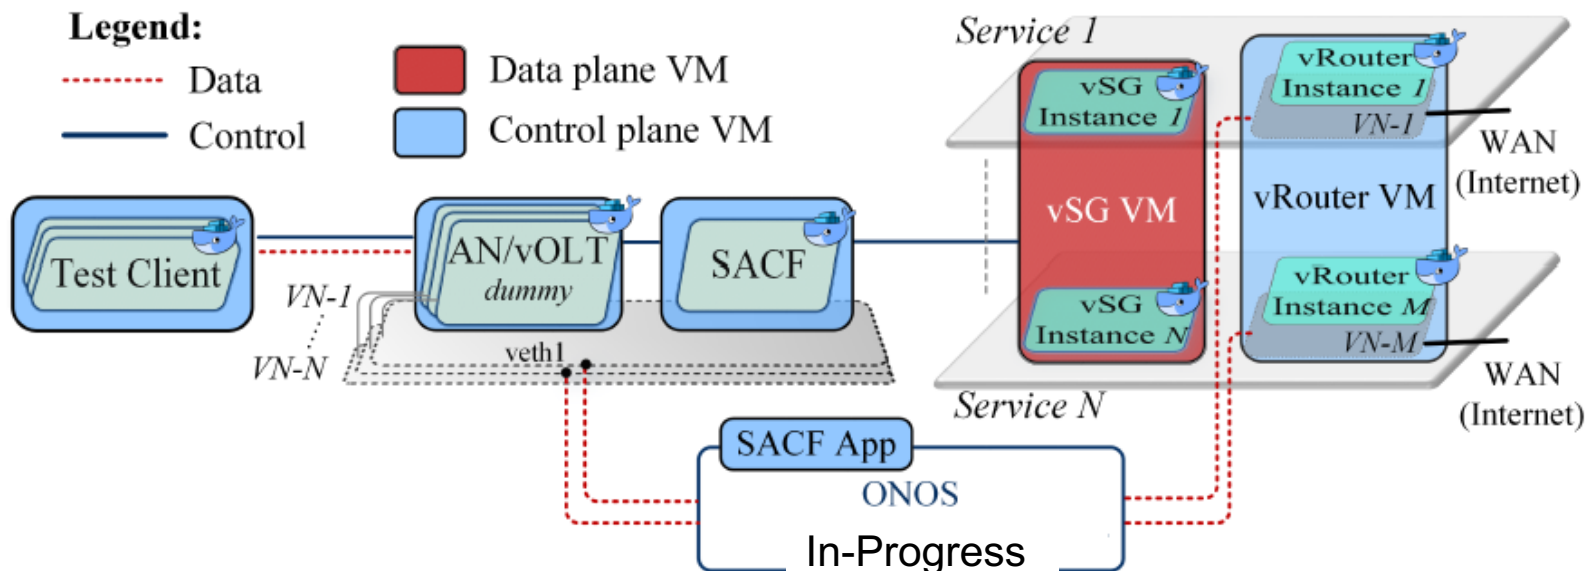 Legend:
Data
Control
Data plane VM
Control plane VM
Test Client
AN/vOLT
dummy
SACF
VN-1
VN-N
veth1
Service 1
vSG
Instance 1
vSG VM
vSG
Instance N
Service N
vRouter
Instance 1
VN-1
vRouter VM
vRouter
Instance M
VN-M
WAN
(Internet)
WAN
(Internet)
SACF App
ONOS
In-Progress